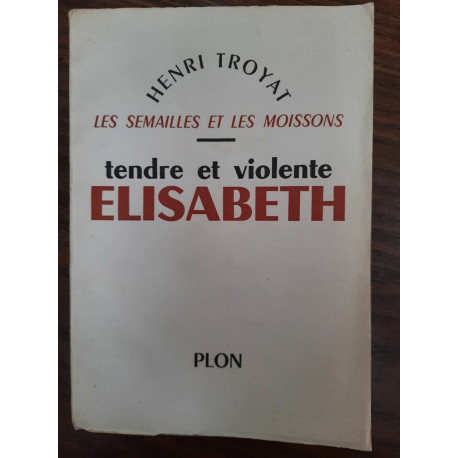 HENRI TROYAT
LES SEMAILLES ET LES MOISSONS
tendre et violente
ELISABETH
PLON